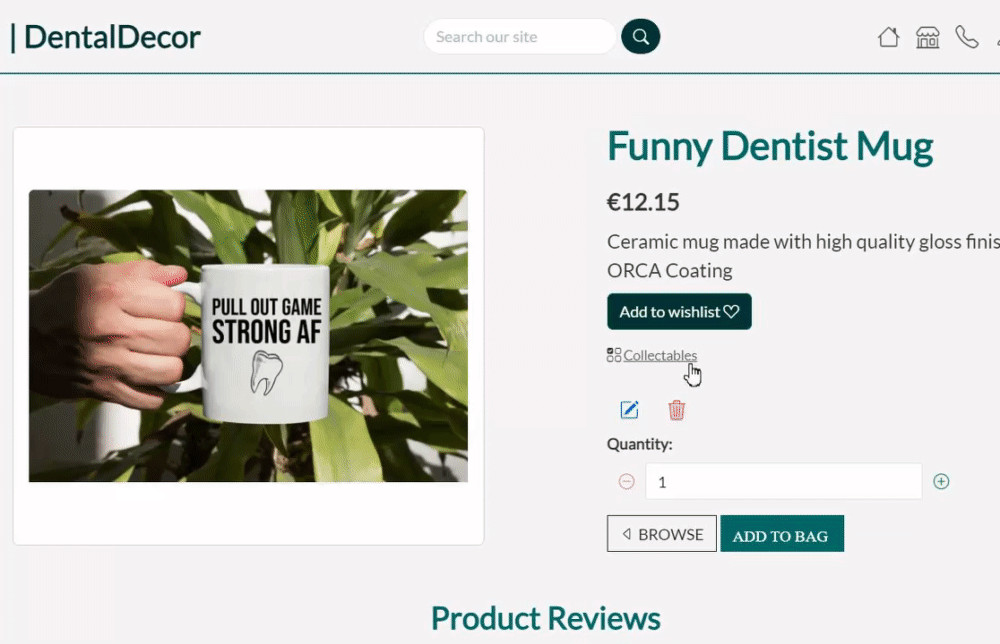 | DentalDecor
Search our site
Funny Dentist Mug
€12.15
Ceramic mug made with high quality gloss
ORCA Coating
Add to wishlist
Collectables
Quantity:
1
BROWSE
ADD TO BAG
PULL OUT GAME
STRONG AF
Product Reviews